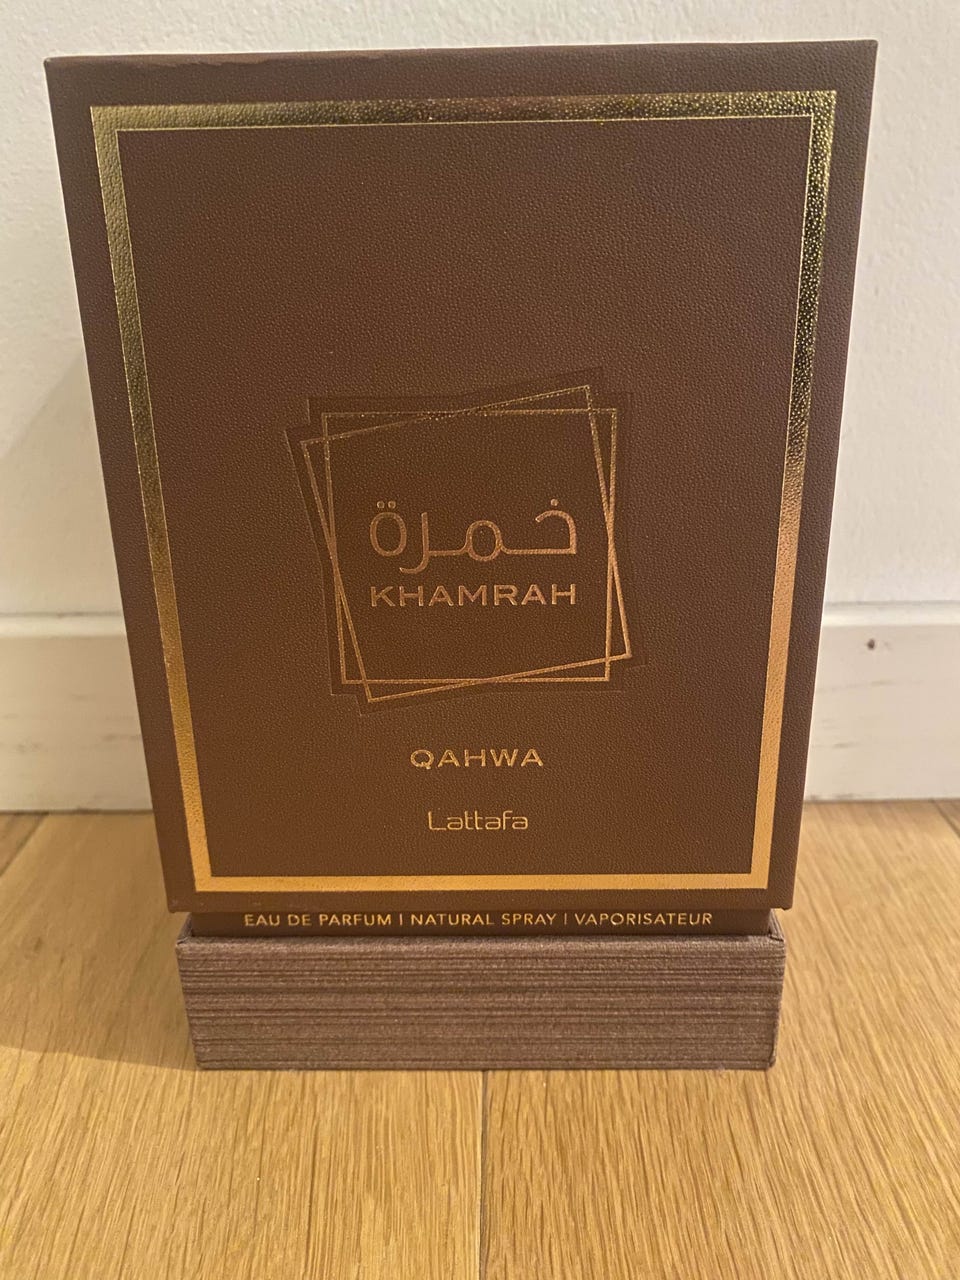 خمرة
KHAMRAH
QAHWA
Lattafa
EAU DE PARFUM | NATURAL SPRAY | VAPORISATEUR